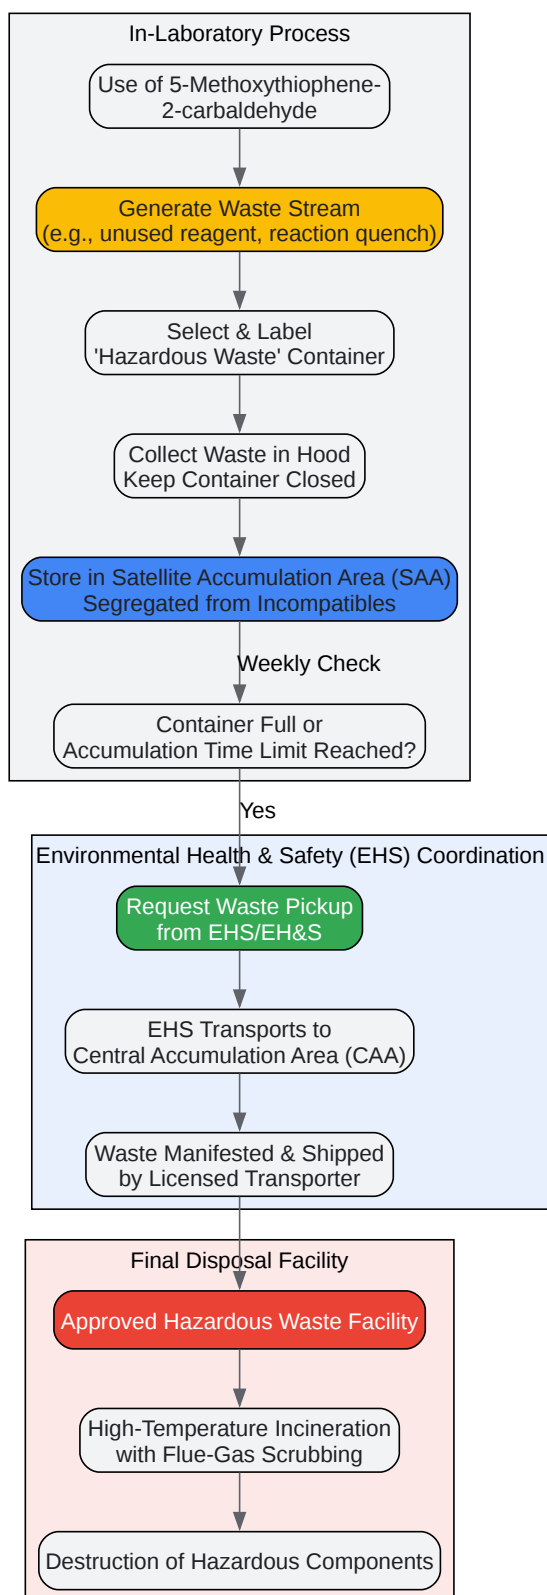 In-Laboratory Process
Use of 5-Methoxythiophene-
2-carbaldehyde
Generate Waste Stream
(e.g., unused reagent, reaction quench)
Select & Label
'Hazardous Waste' Container
Collect Waste in Hood
Keep Container Closed
Store in Satellite Accumulation Area (SAA)
Segregated from Incompatibles
Weekly Check
Container Full or
Accumulation Time Limit Reached?
Yes
Environmental Health & Safety (EHS) Coordination
Request Waste Pickup
from EHS/EH&S
EHS Transports to
Central Accumulation Area (CAA)
Waste Manifested & Shipped
by Licensed Transporter
Final Disposal Facility
Approved Hazardous Waste Facility
High-Temperature Incineration
with Flue-Gas Scrubbing
Destruction of Hazardous Components